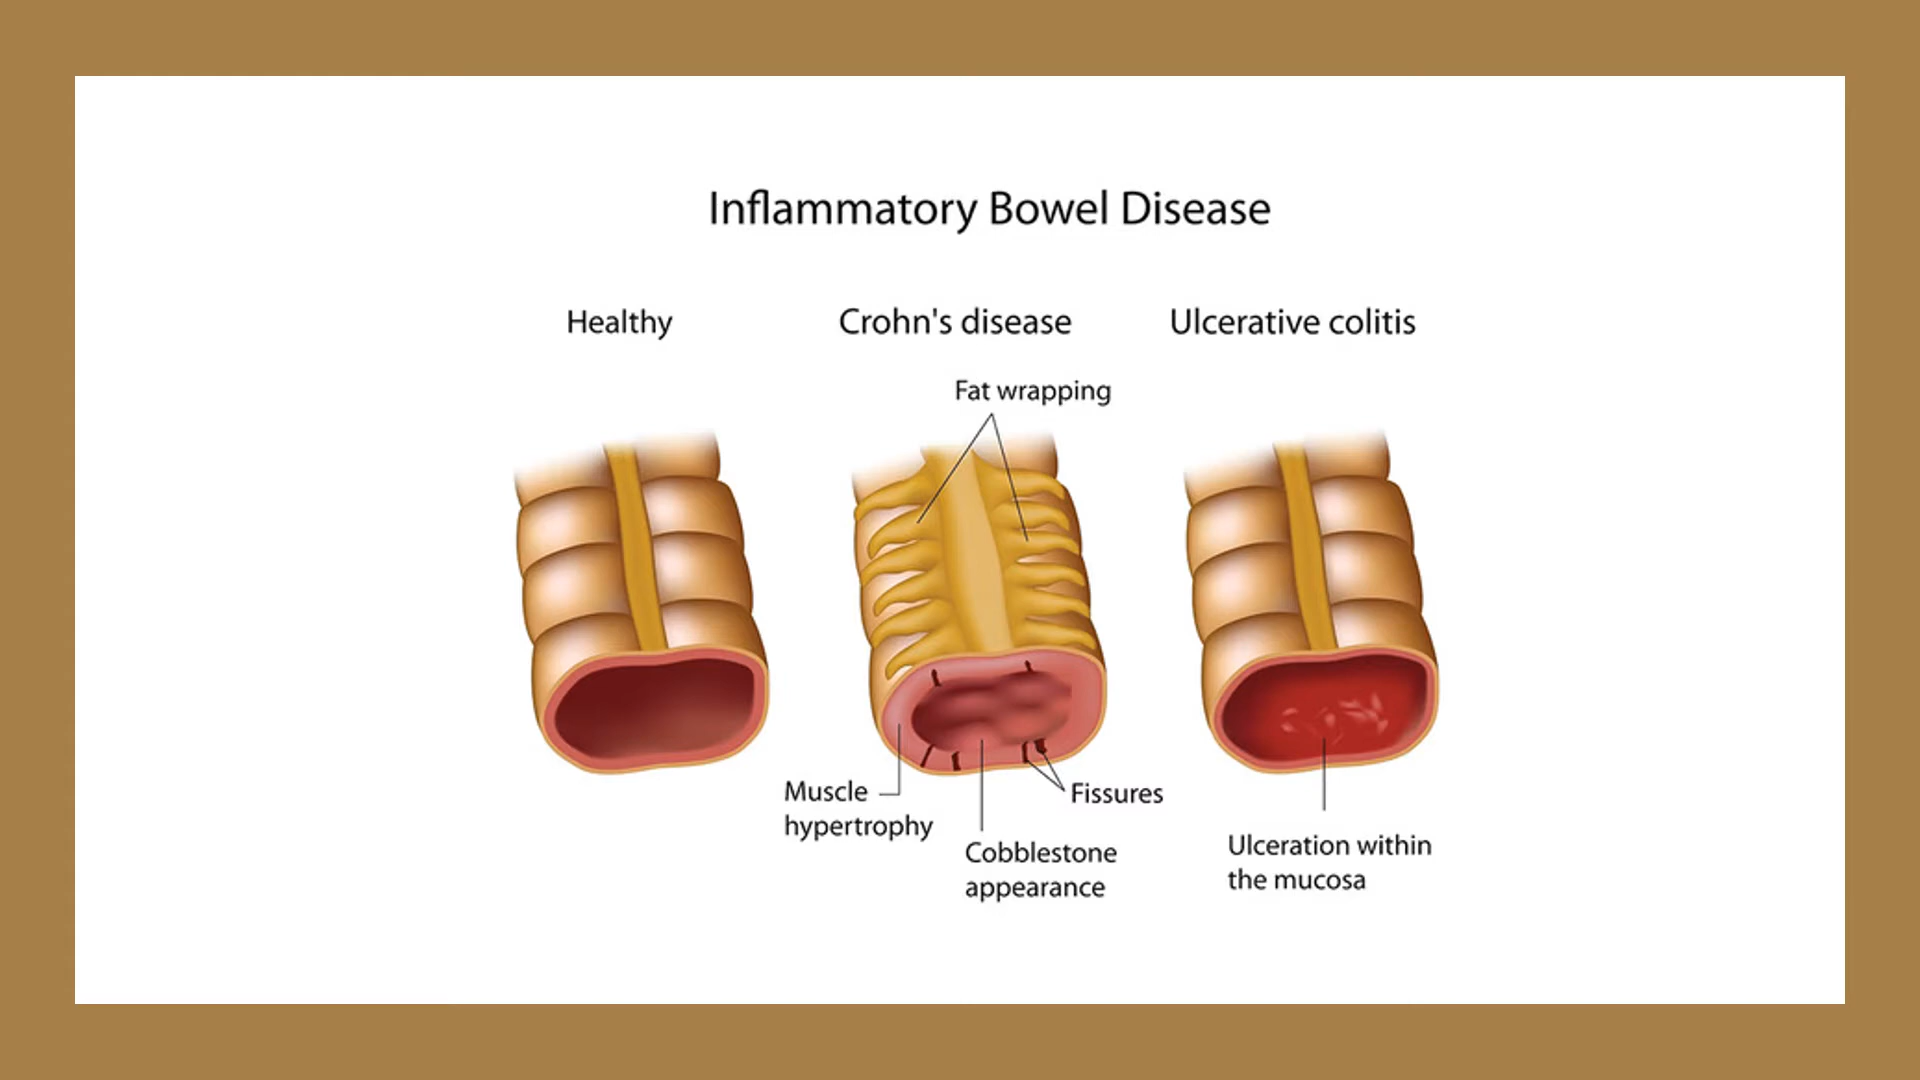 Inflammatory Bowel Disease
Healthy
Crohn's disease
Ulcerative colitis
Fat wrapping
Muscle
hypertrophy
Fissures
Cobblestone
appearance
Ulceration within
the mucosa